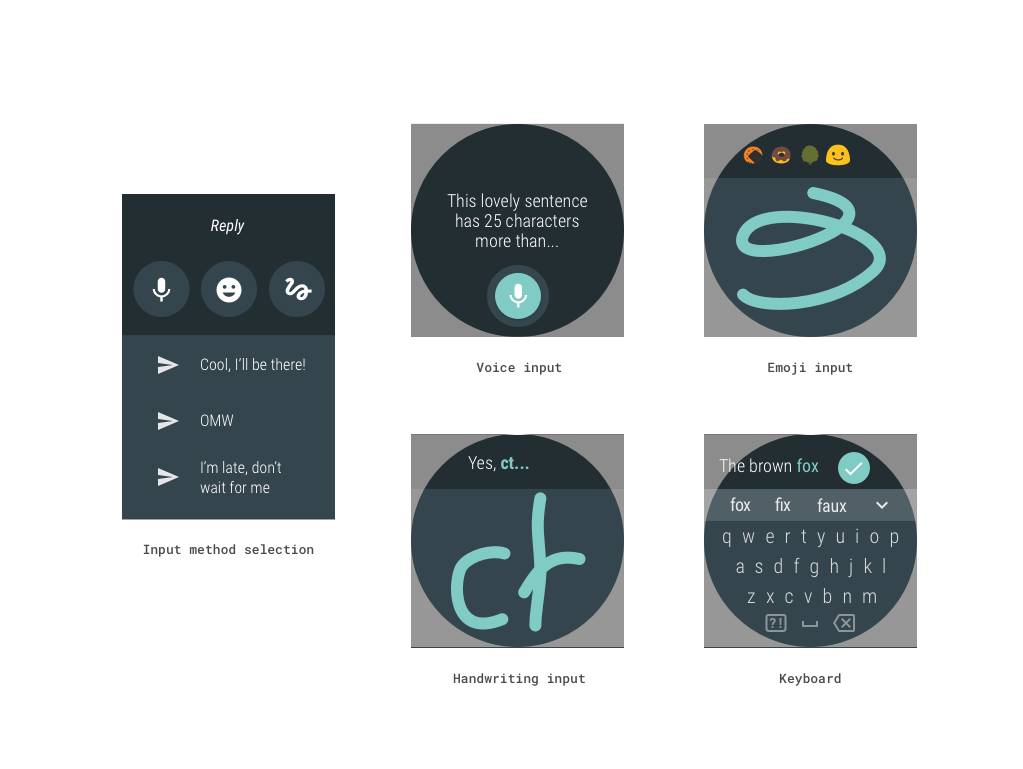 Reply
Cool, I'll be there!
OMW
I'm late, don't
wait for me
Input method selection
This lovely sentence
has 25 characters
more than...
Voice input
Emoji input
Yes, ct...
ct
Handwriting input
The brown fox
fox fix faux
q w e r t y u i o p
a s d f g h j k l
z x c v b n m
?!
Keyboard